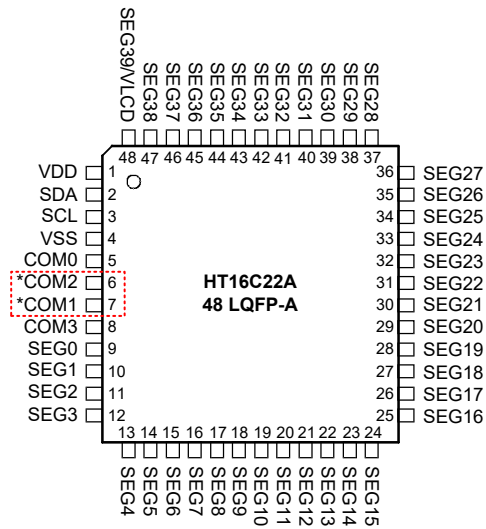 SEG39/VLCD
SEG38
SEG37
SEG36
SEG35
SEG34
SEG33
SEG32
SEG31
SEG30
SEG29
SEG28
48 47 46 45 44 43 42 41 40 39 38 37
VDD 1 36 SEG27
SDA 2 35 SEG26
SCL 3 34 SEG25
VSS 4 33 SEG24
COM0 5 32 SEG23
*COM2 6 HT16C22A 31 SEG22
*COM1 7 48 LQFP-A 30 SEG21
COM3 8 29 SEG20
SEG0 9 28 SEG19
SEG1 10 27 SEG18
SEG2 11 26 SEG17
SEG3 12 25 SEG16
13 14 15 16 17 18 19 20 21 22 23 24
SEG4
SEG5
SEG6
SEG7
SEG8
SEG9
SEG10
SEG11
SEG12
SEG13
SEG14
SEG15